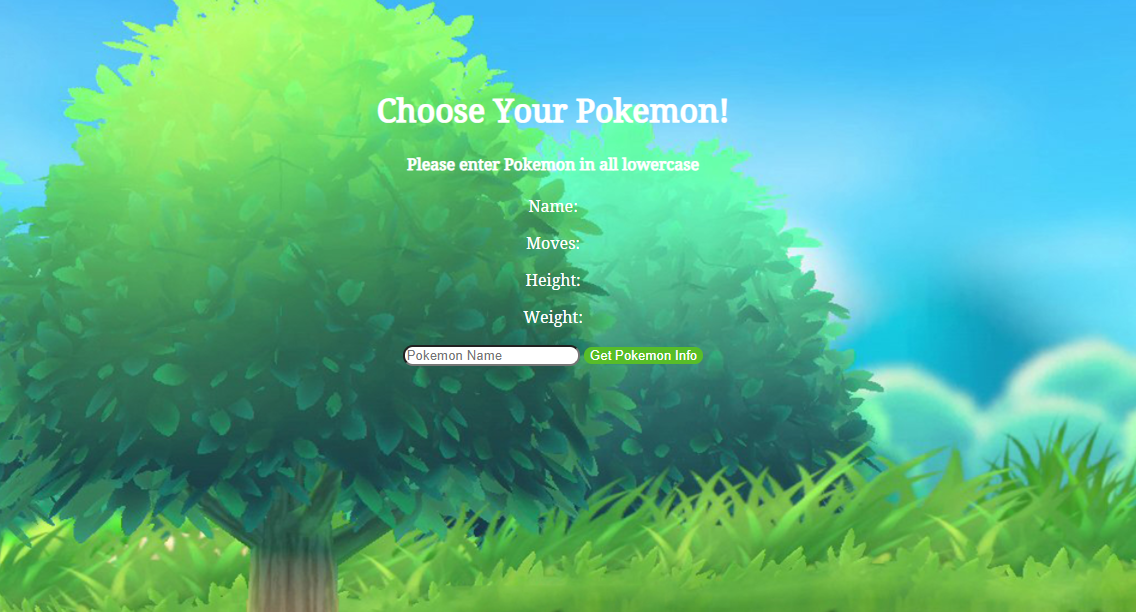 Choose Your Pokemon!
Please enter Pokemon in all lowercase
Name:
Moves:
Height:
Weight:
Pokemon Name Get Pokemon Info